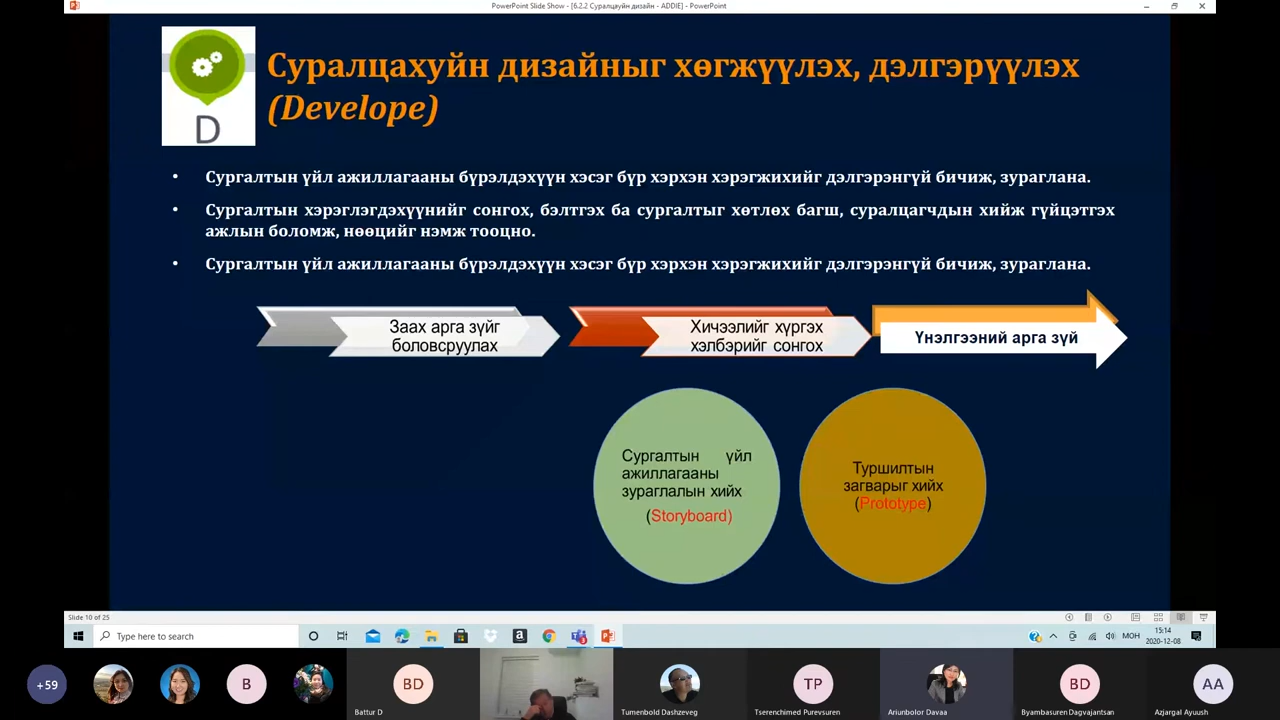 PowerPoint Slide Show - [6.2.2 Суралцауйн дизайн - ADDIE] - PowerPoint
Суралцахуйн дизайныг хөгжүүлэх, дэлгэрүүлэх
(Develope)
D
• Сургалтын үйл ажиллагааны бүрэлдэхүүн хэсэг бүр хэрхэн хэрэгжихийг дэлгэрэнгүй бичиж, зураглана.
• Сургалтын хэрэглэгдэхүүнийг сонгох, бэлтгэх ба сургалтыг хөтлөх багш, суралцагчдын хийж гүйцэтгэх
ажлын боломж, нөөцийг нэмж тооцно.
• Сургалтын үйл ажиллагааны бүрэлдэхүүн хэсэг бүр хэрхэн хэрэгжихийг дэлгэрэнгүй бичиж, зураглана.
Заах арга зүйг
боловсруулах
Хичээлийг хүргэх
хэлбэрийг сонгох
Үнэлгээний арга зүй
Сургалтын үйл
ажиллагааны
зураглалын хийх
(Storyboard)
Туршилтын
загварыг хийх
(Prototype)
Slide 10 of 25
Type here to search
МОН
15:14
2020-12-08
+59
B
BD
Battur D
Tumenbold Dashzeveg
TP
Tserenchimed Purevsuren
Ariunbolor Davaa
BD
Byambasuren Dagvajantsan
AA
Azjargal Ayuush